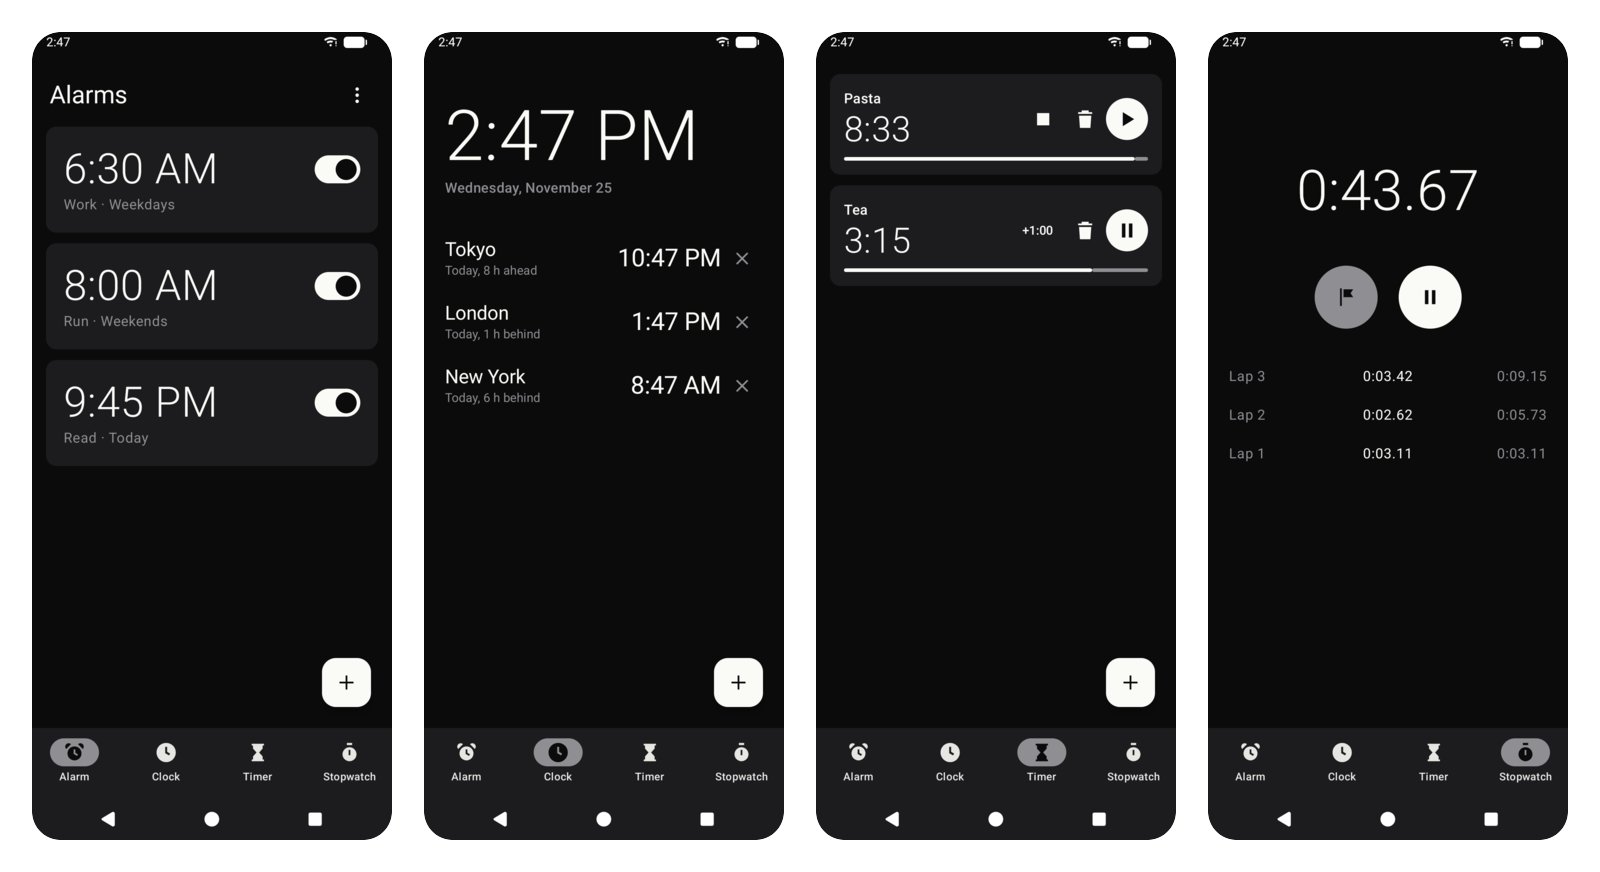 2:47
Alarms
6:30 AM
Work · Weekdays
8:00 AM
Run · Weekends
9:45 PM
Read · Today
Alarm Clock Timer Stopwatch
2:47
2:47 PM
Wednesday, November 25
Tokyo
Today, 8 h ahead
10:47 PM
London
Today, 1 h behind
1:47 PM
New York
Today, 6 h behind
8:47 AM
Alarm Clock Timer Stopwatch
2:47
Pasta
8:33
Tea
3:15
+1:00
Alarm Clock Timer Stopwatch
2:47
0:43.67
Lap 3 0:03.42 0:09.15
Lap 2 0:02.62 0:05.73
Lap 1 0:03.11 0:03.11
Alarm Clock Timer Stopwatch